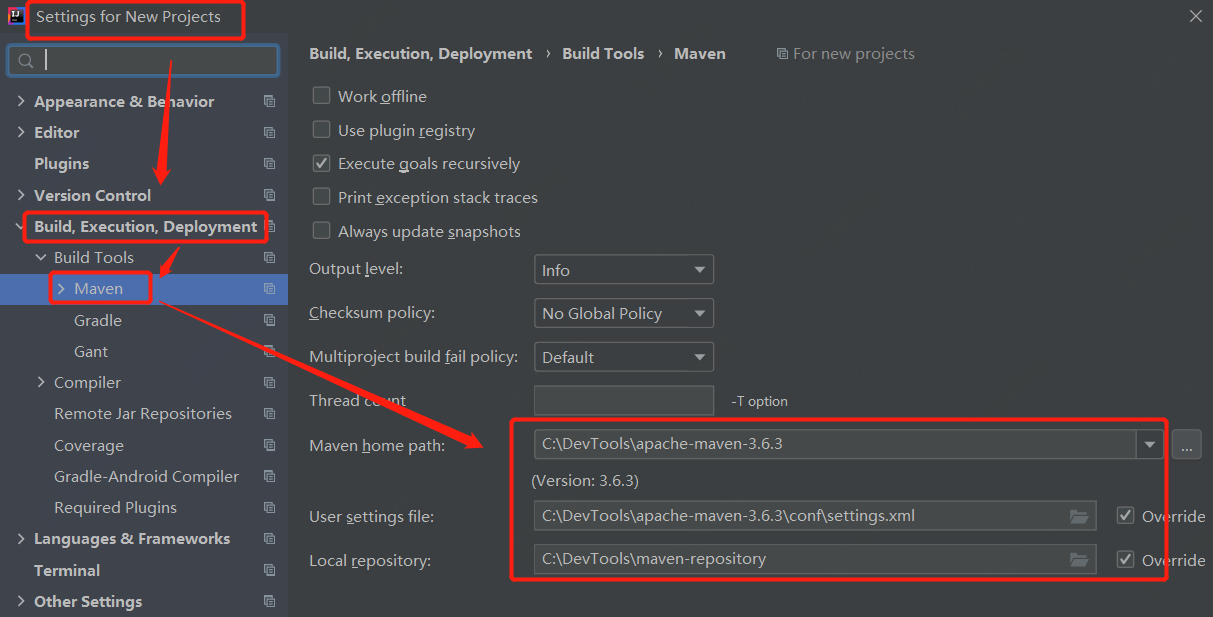 Settings for New Projects
Appearance & Behavior
Editor
Plugins
Version Control
Build, Execution, Deployment
Build Tools
Maven
Gradle
Gant
Compiler
Remote Jar Repositories
Coverage
Gradle-Android Compiler
Required Plugins
Languages & Frameworks
Terminal
Other Settings
Build, Execution, Deployment › Build Tools › Maven For new projects
Work offline
Use plugin registry
Execute goals recursively
Print exception stack traces
Always update snapshots
Output level: Info
Checksum policy: No Global Policy
Multiproject build fail policy: Default
Thread count -T option
Maven home path: C:\DevTools\apache-maven-3.6.3 ...
(Version: 3.6.3)
User settings file: C:\DevTools\apache-maven-3.6.3\conf\settings.xml Override
Local repository: C:\DevTools\maven-repository Override